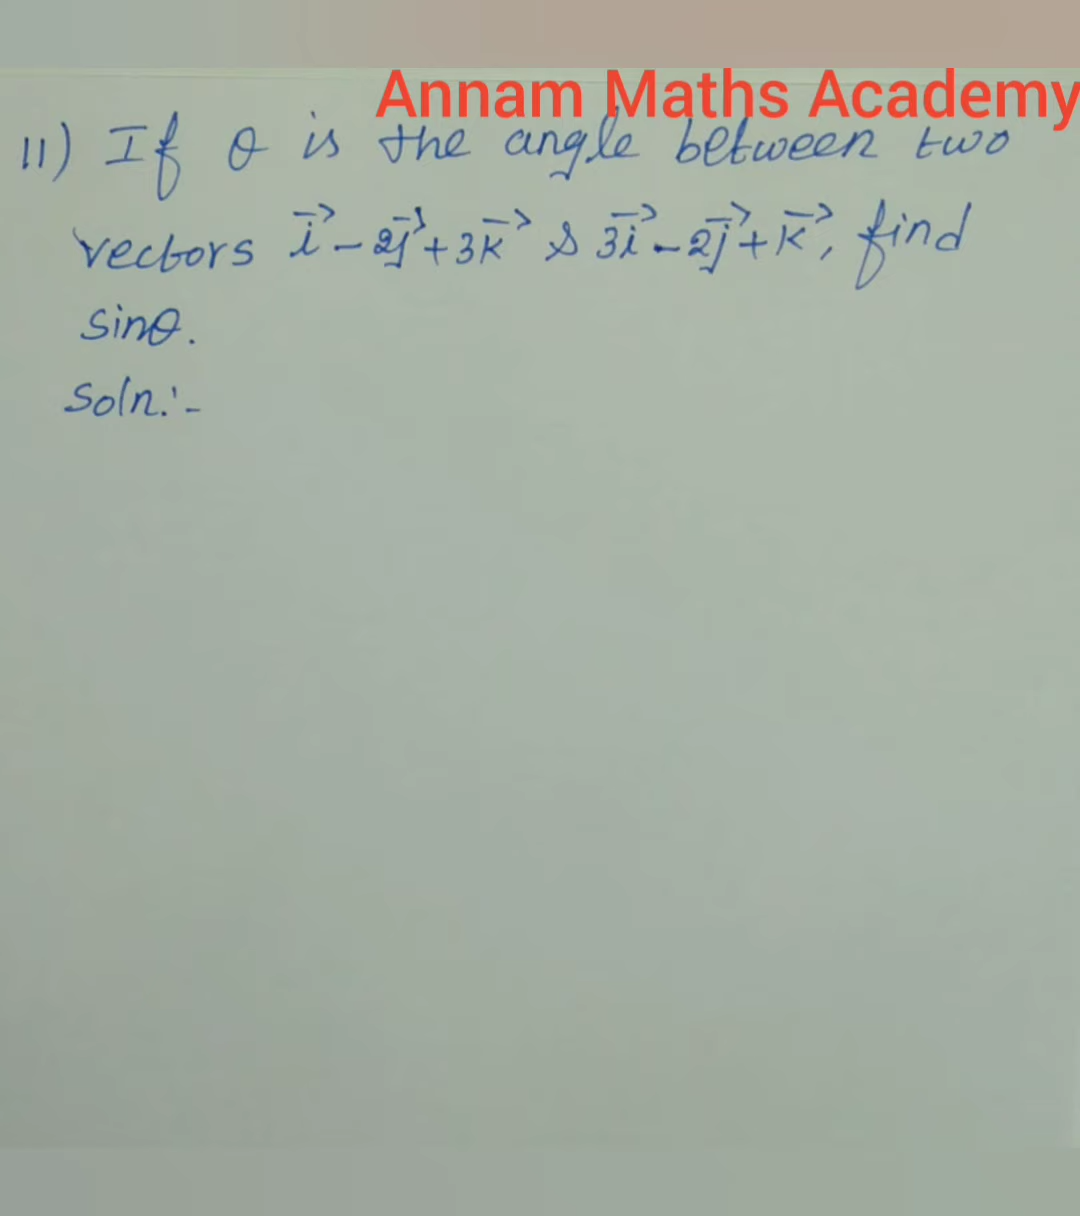 Annam Maths Academy
11) If θ is the angle between two
vectors i⃗ - 2j⃗ + 3k⃗ & 3i⃗ - 2j⃗ + k⃗, find
sinθ.
Soln:-